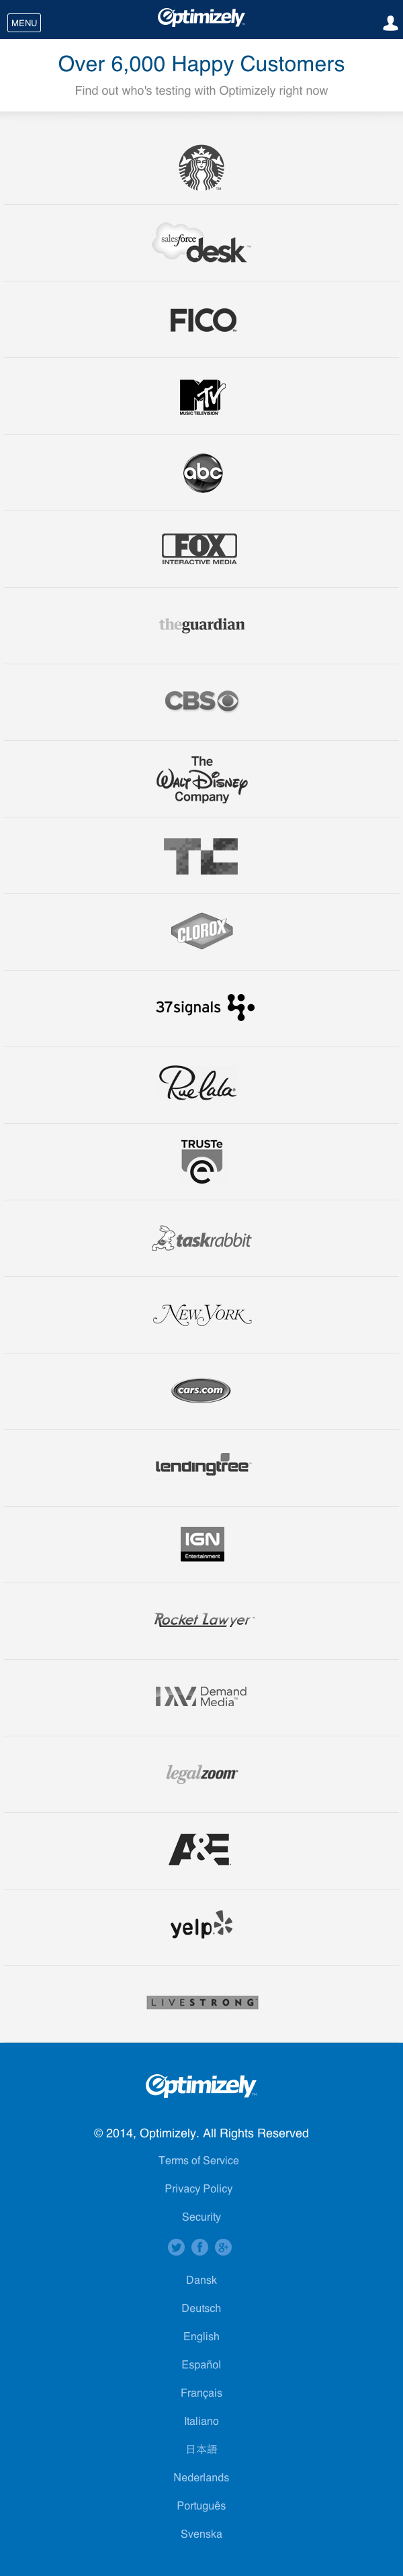 MENU
Optimizely
Over 6,000 Happy Customers
Find out who's testing with Optimizely right now
salesforce
desk
FICO
MTV
MUSIC TELEVISION
abc
FOX
INTERACTIVE MEDIA
theguardian
CBS
The
Walt Disney
Company
TC
CLOROX
37signals
Rue La La
TRUSTe
e
taskrabbit
NEW YORK
cars.com
lendingtree
IGN
Entertainment
Rocket Lawyer
DM Demand
Media
legalzoom
A&E
yelp
LIVESTRONG
Optimizely
© 2014, Optimizely. All Rights Reserved
Terms of Service
Privacy Policy
Security
Dansk
Deutsch
English
Español
Français
Italiano
日本語
Nederlands
Português
Svenska